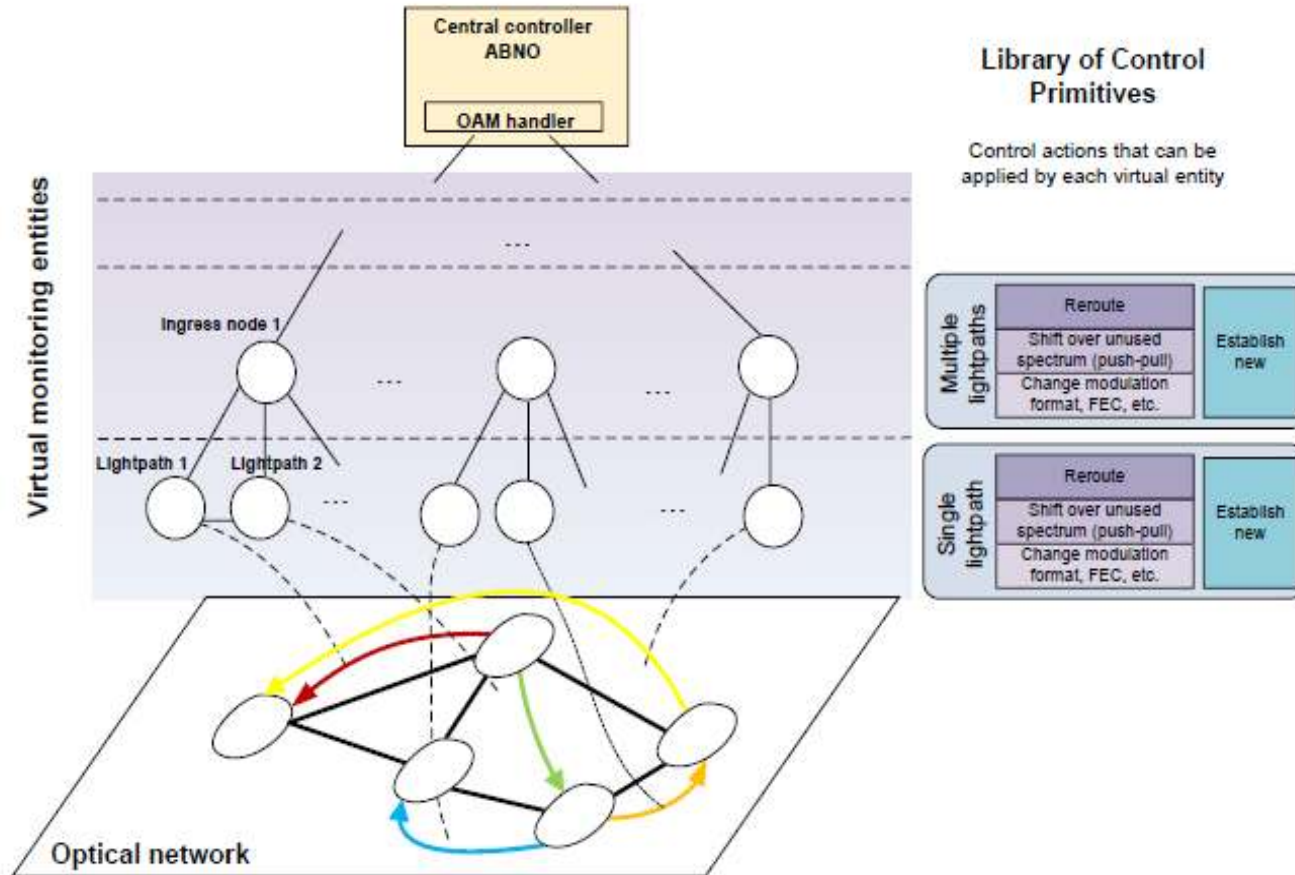 Central controller
ABNO
OAM handler
Library of Control
Primitives
Control actions that can be
applied by each virtual entity
Virtual monitoring entities
...
Ingress node 1
...
...
Lightpath 1
Lightpath 2
...
...
Multiple
lightpaths
Reroute
Shift over unused
spectrum (push-pull)
Change modulation
format, FEC, etc.
Establish
new
Single
lightpath
Reroute
Shift over unused
spectrum (push-pull)
Change modulation
format, FEC, etc.
Establish
new
Optical network